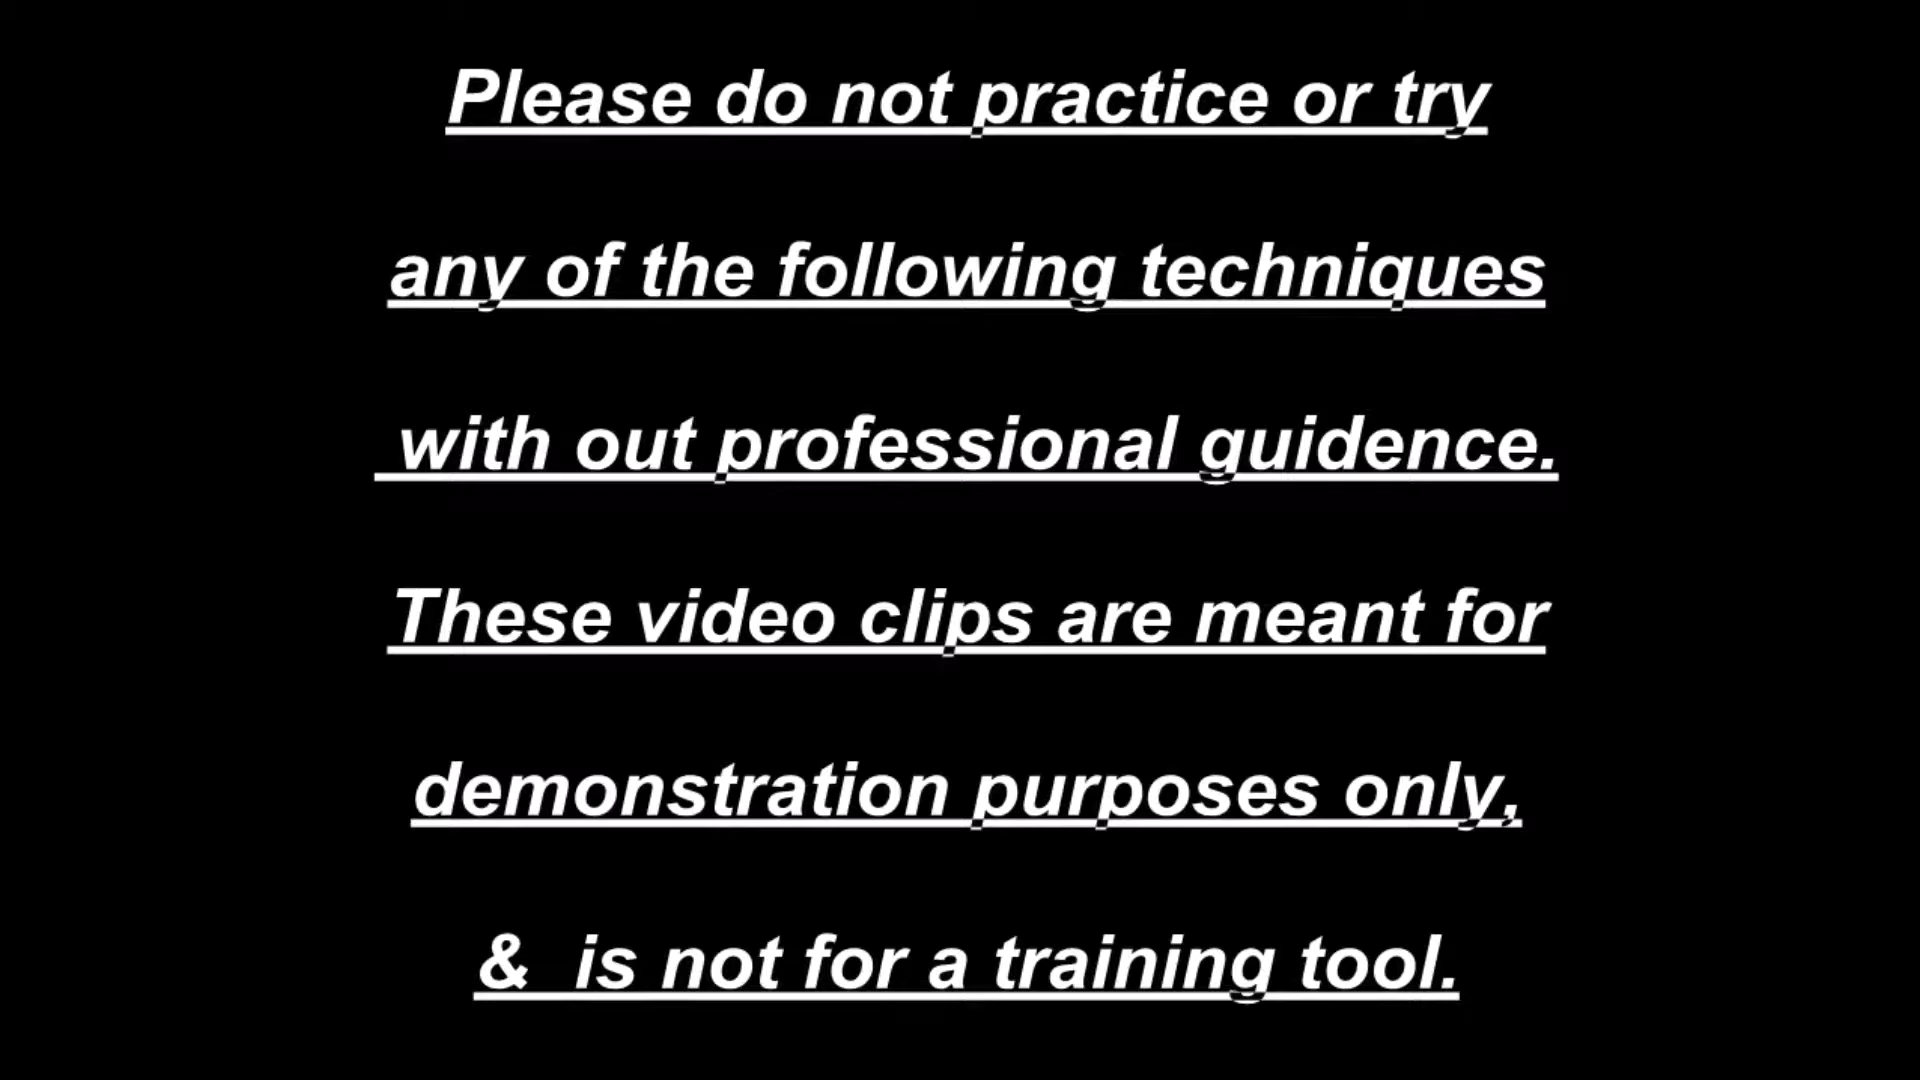 Please do not practice or try
any of the following techniques
with out professional guidence.
These video clips are meant for
demonstration purposes only,
&  is not for a training tool.